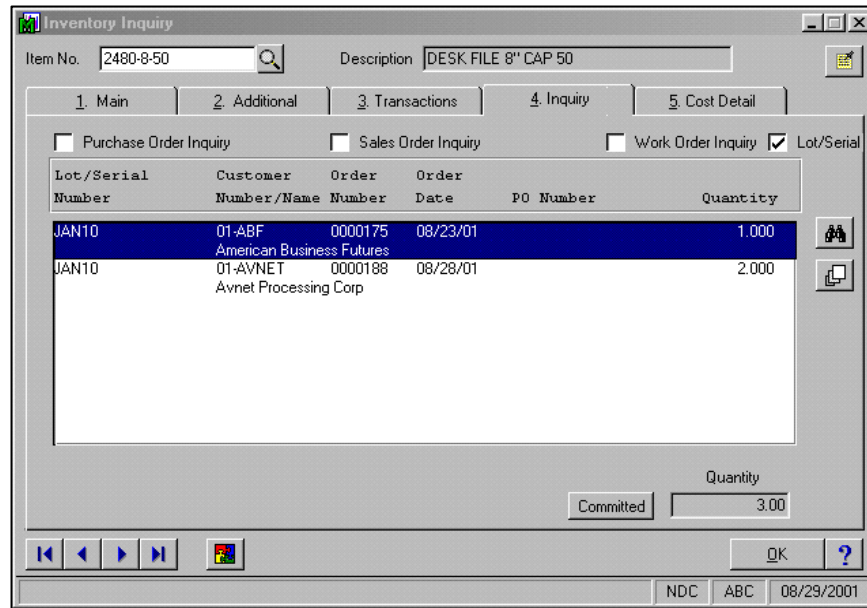 Inventory Inquiry
Item No. 2480-8-50 Description DESK FILE 8" CAP 50
1. Main 2. Additional 3. Transactions 4. Inquiry 5. Cost Detail
Purchase Order Inquiry Sales Order Inquiry Work Order Inquiry Lot/Serial
Lot/Serial Customer Order Order
Number Number/Name Number Date PO Number Quantity
JAN10 01-ABF 0000175 08/23/01 1.000
American Business Futures
JAN10 01-AVNET 0000188 08/28/01 2.000
Avnet Processing Corp
Quantity
Committed 3.00
OK ?
NDC ABC 08/29/2001